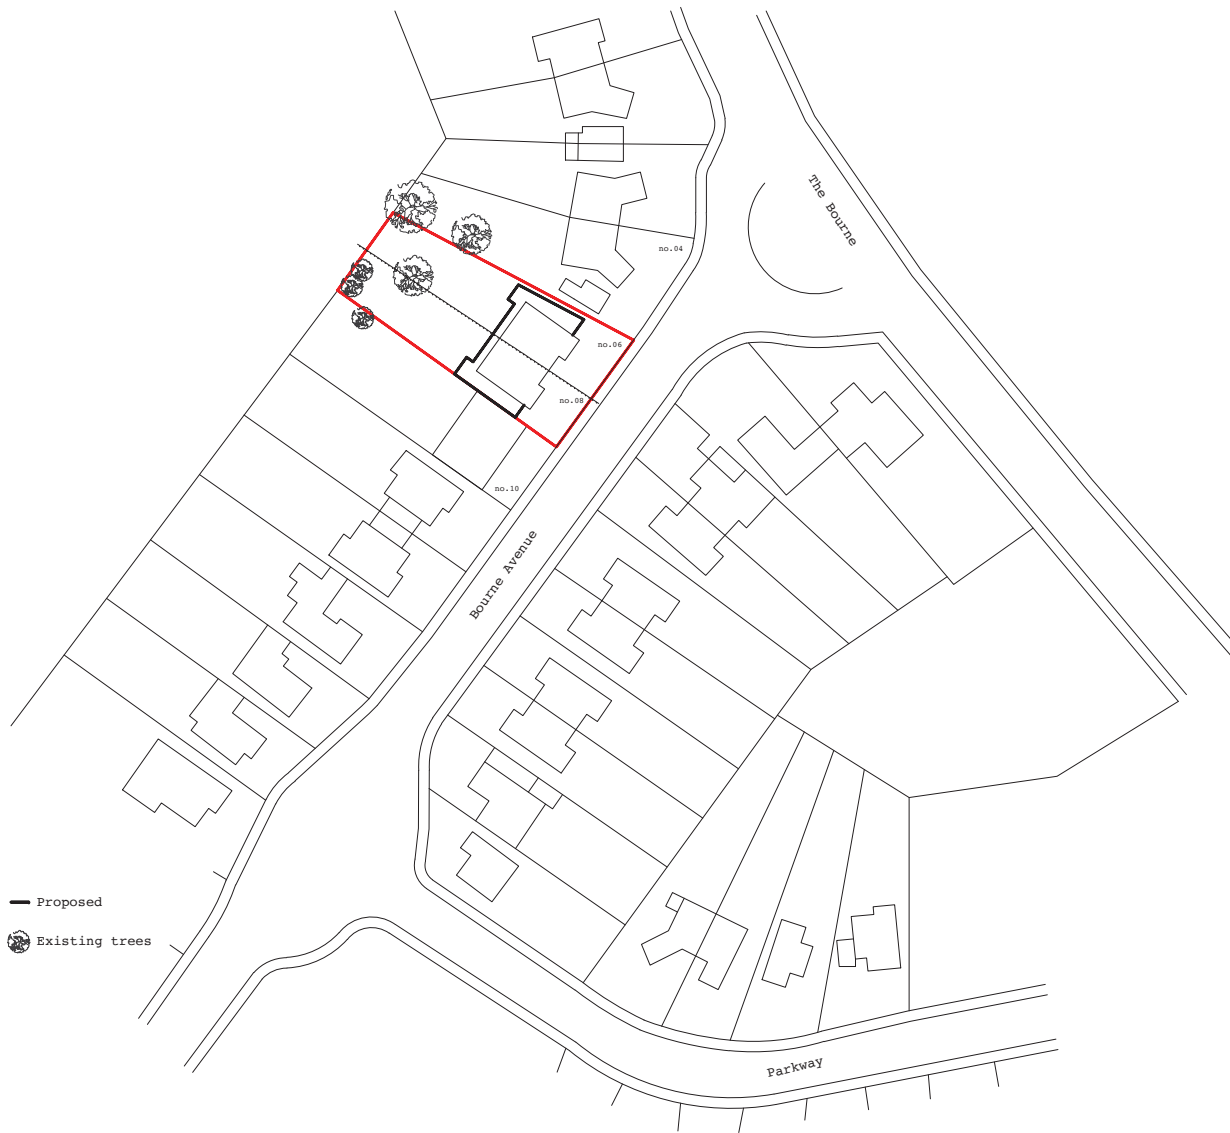 The Bourne
no.04
no.06
no.08
no.10
Bourne Avenue
Proposed
Existing trees
Parkway